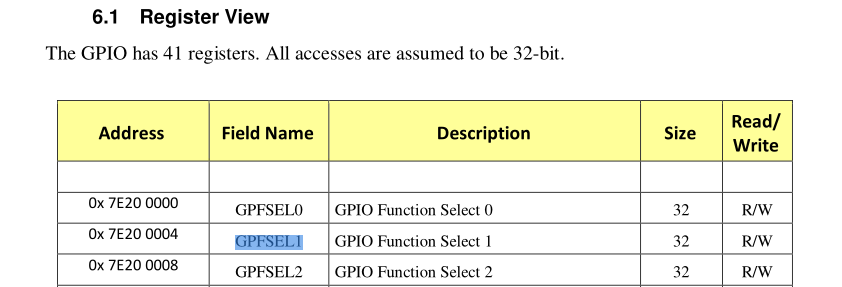 6.1 Register View
The GPIO has 41 registers. All accesses are assumed to be 32-bit.
Address Field Name Description Size Read/
Write
0x 7E20 0000 GPFSEL0 GPIO Function Select 0 32 R/W
0x 7E20 0004 GPFSEL1 GPIO Function Select 1 32 R/W
0x 7E20 0008 GPFSEL2 GPIO Function Select 2 32 R/W